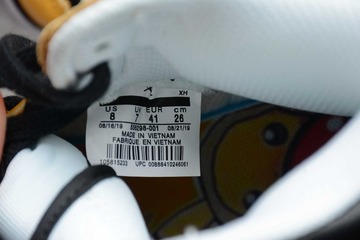 XH
US UK EUR cm
8 7 41 26
08/16/19 08/21/19
MADE IN VIETNAM
FABRIQUE EN VIETNAM
UPC